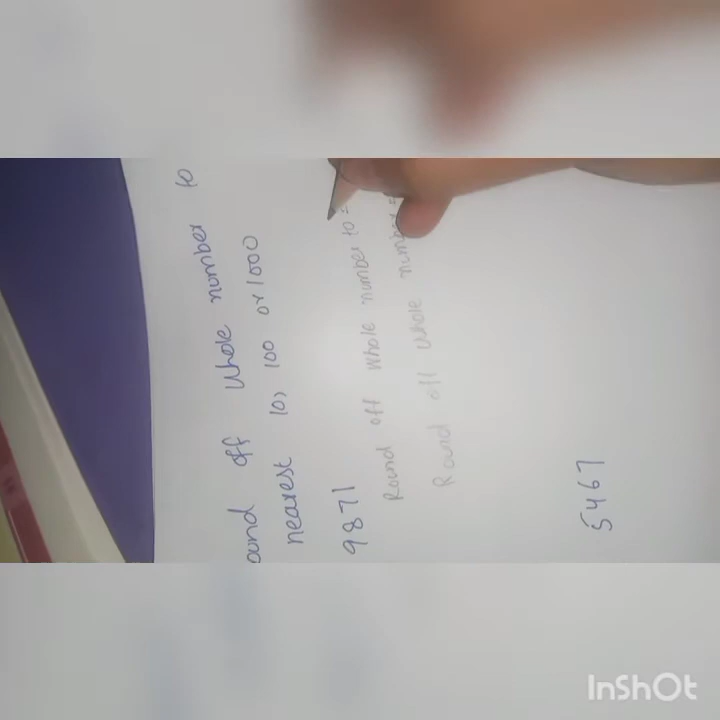 ound off Whole number to
nearest 10, 100 or 1000
9871
Round off whole number to =
Round off whole number =
5467
InShOt